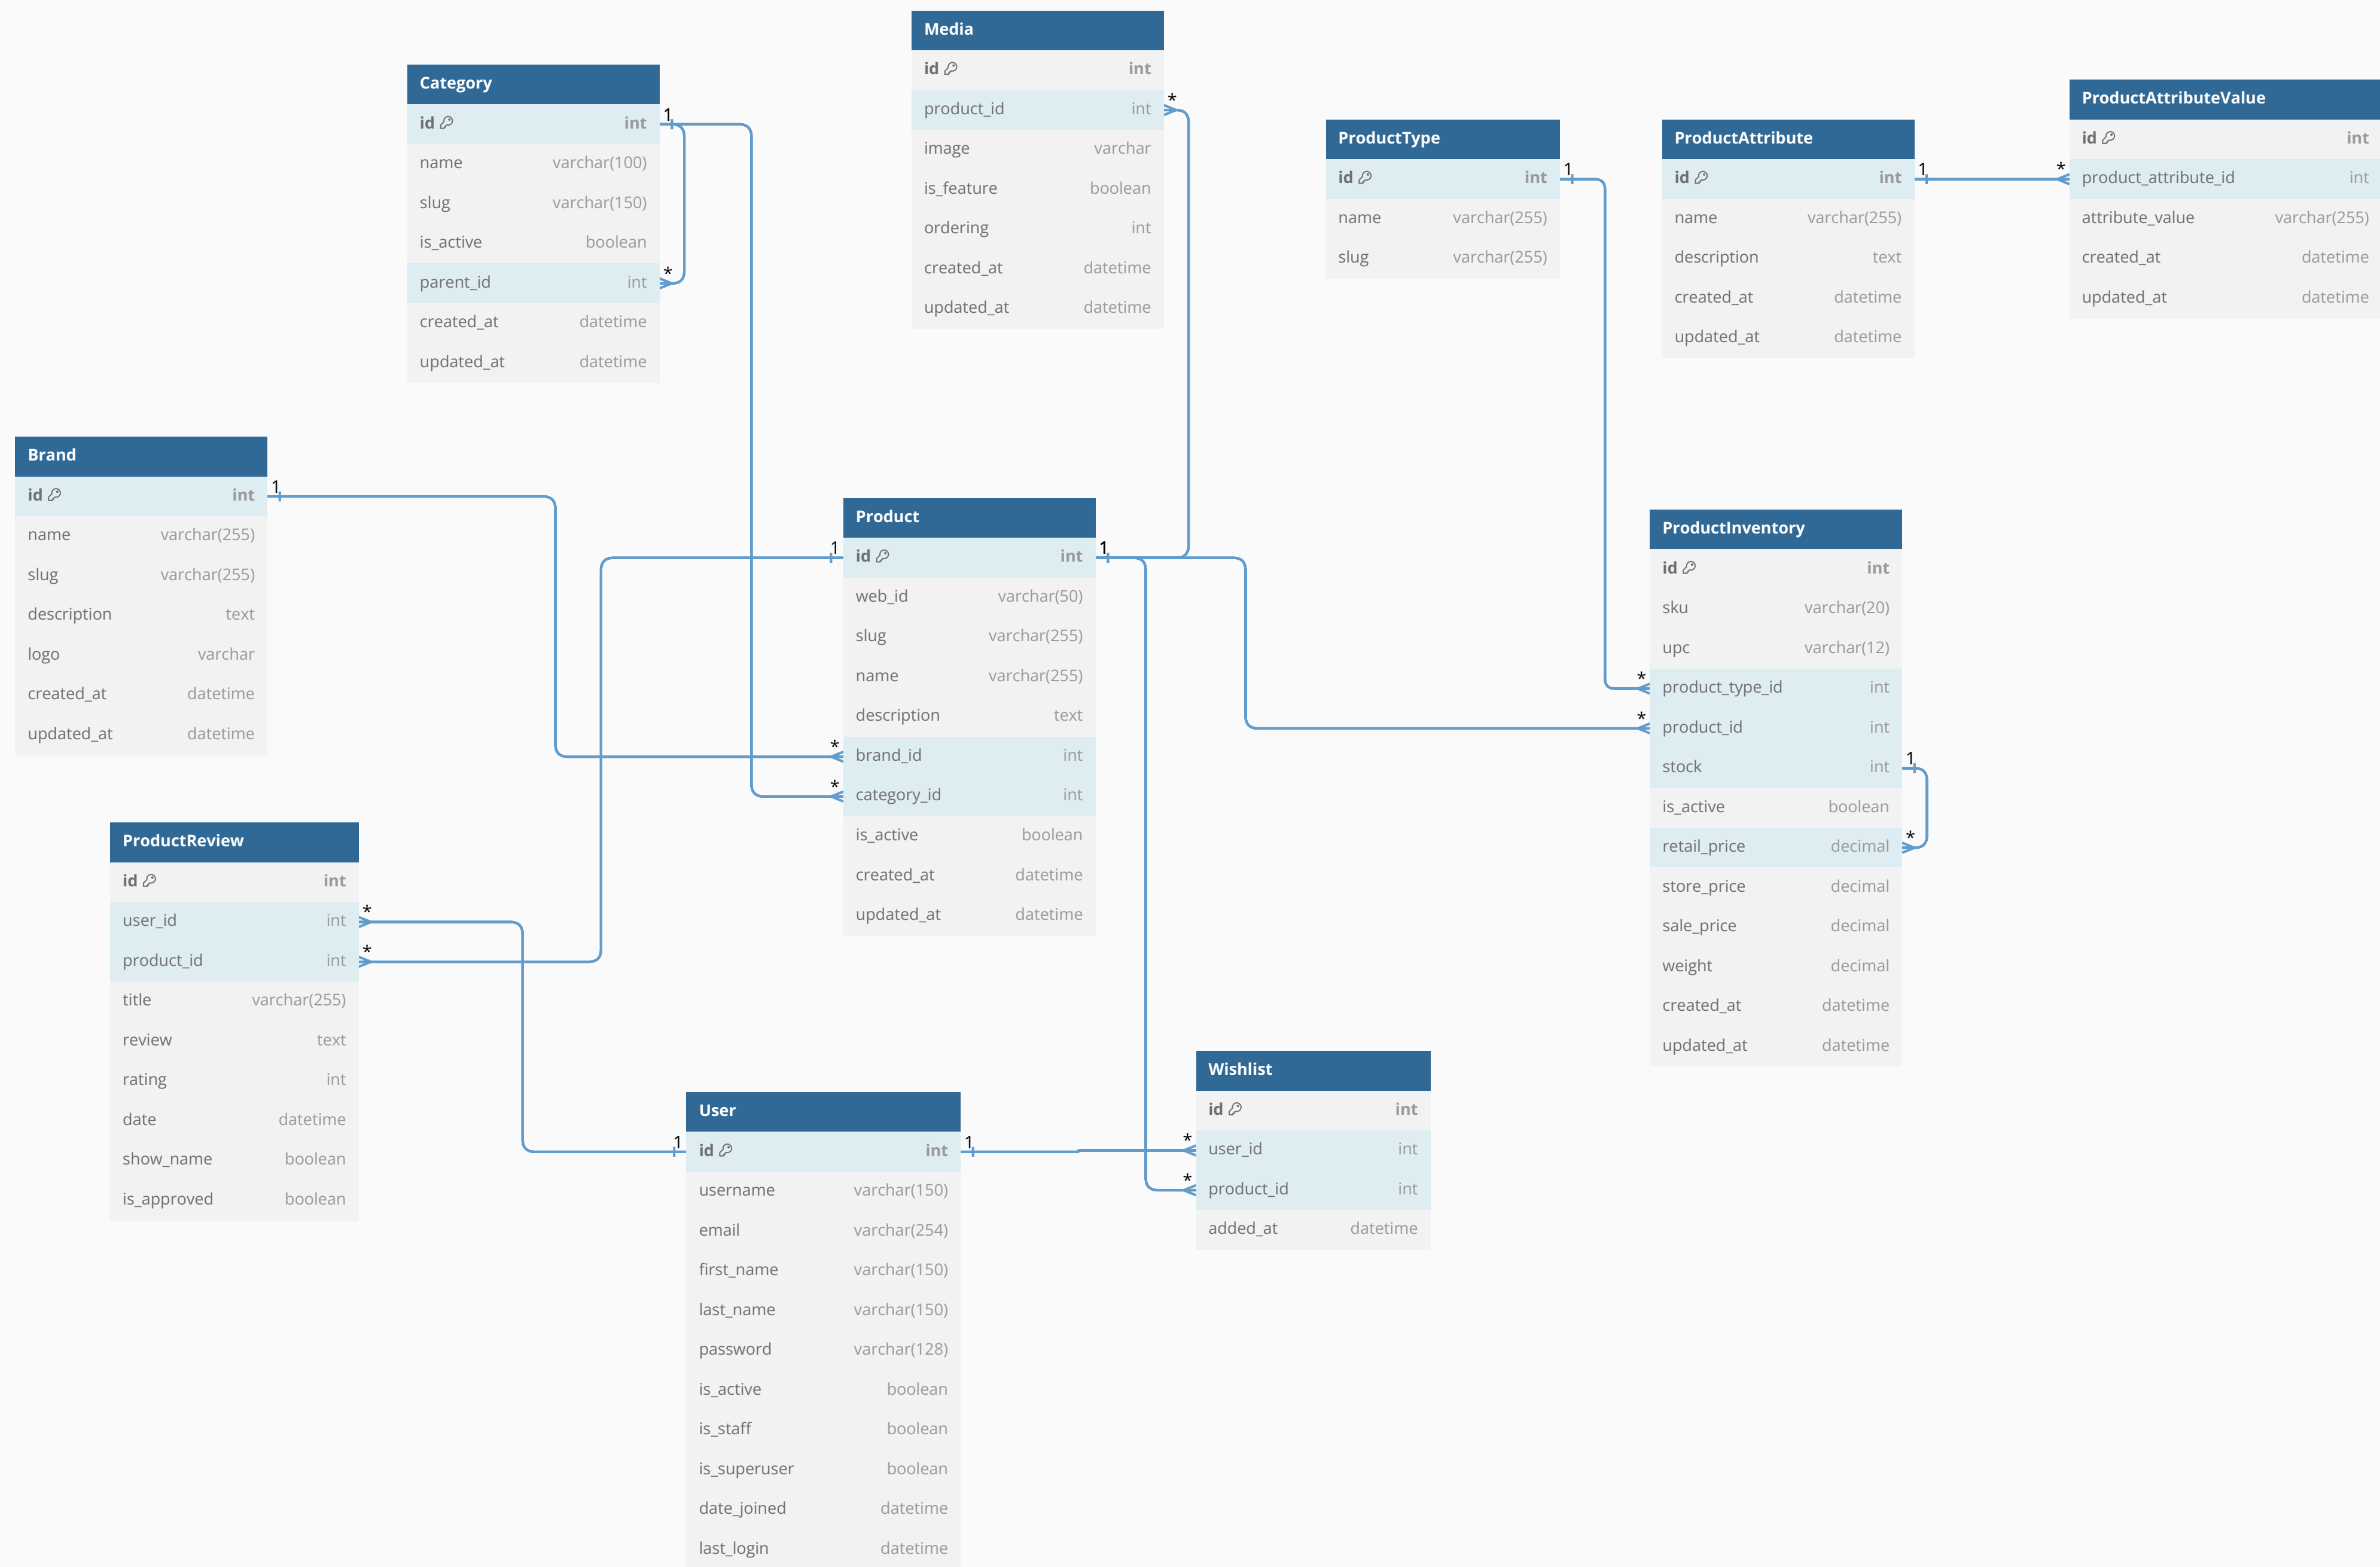 Media
id int
product_id int
image varchar
is_feature boolean
ordering int
created_at datetime
updated_at datetime
*
Category
id int
name varchar(100)
slug varchar(150)
is_active boolean
parent_id int
created_at datetime
updated_at datetime
1
*
ProductType
id int
name varchar(255)
slug varchar(255)
1
ProductAttribute
id int
name varchar(255)
description text
created_at datetime
updated_at datetime
1
*
ProductAttributeValue
id int
product_attribute_id int
attribute_value varchar(255)
created_at datetime
updated_at datetime
Brand
id int
name varchar(255)
slug varchar(255)
description text
logo varchar
created_at datetime
updated_at datetime
1
Product
1 id int 1
web_id varchar(50)
slug varchar(255)
name varchar(255)
description text
* brand_id int
* category_id int
is_active boolean
created_at datetime
updated_at datetime
ProductInventory
id int
sku varchar(20)
upc varchar(12)
* product_type_id int
* product_id int
stock int 1
is_active boolean
retail_price decimal *
store_price decimal
sale_price decimal
weight decimal
created_at datetime
updated_at datetime
ProductReview
id int
user_id int *
product_id int *
title varchar(255)
review text
rating int
date datetime
show_name boolean
is_approved boolean
User
1 id int 1
username varchar(150)
email varchar(254)
first_name varchar(150)
last_name varchar(150)
password varchar(128)
is_active boolean
is_staff boolean
is_superuser boolean
date_joined datetime
last_login datetime
Wishlist
id int
* user_id int
* product_id int
added_at datetime